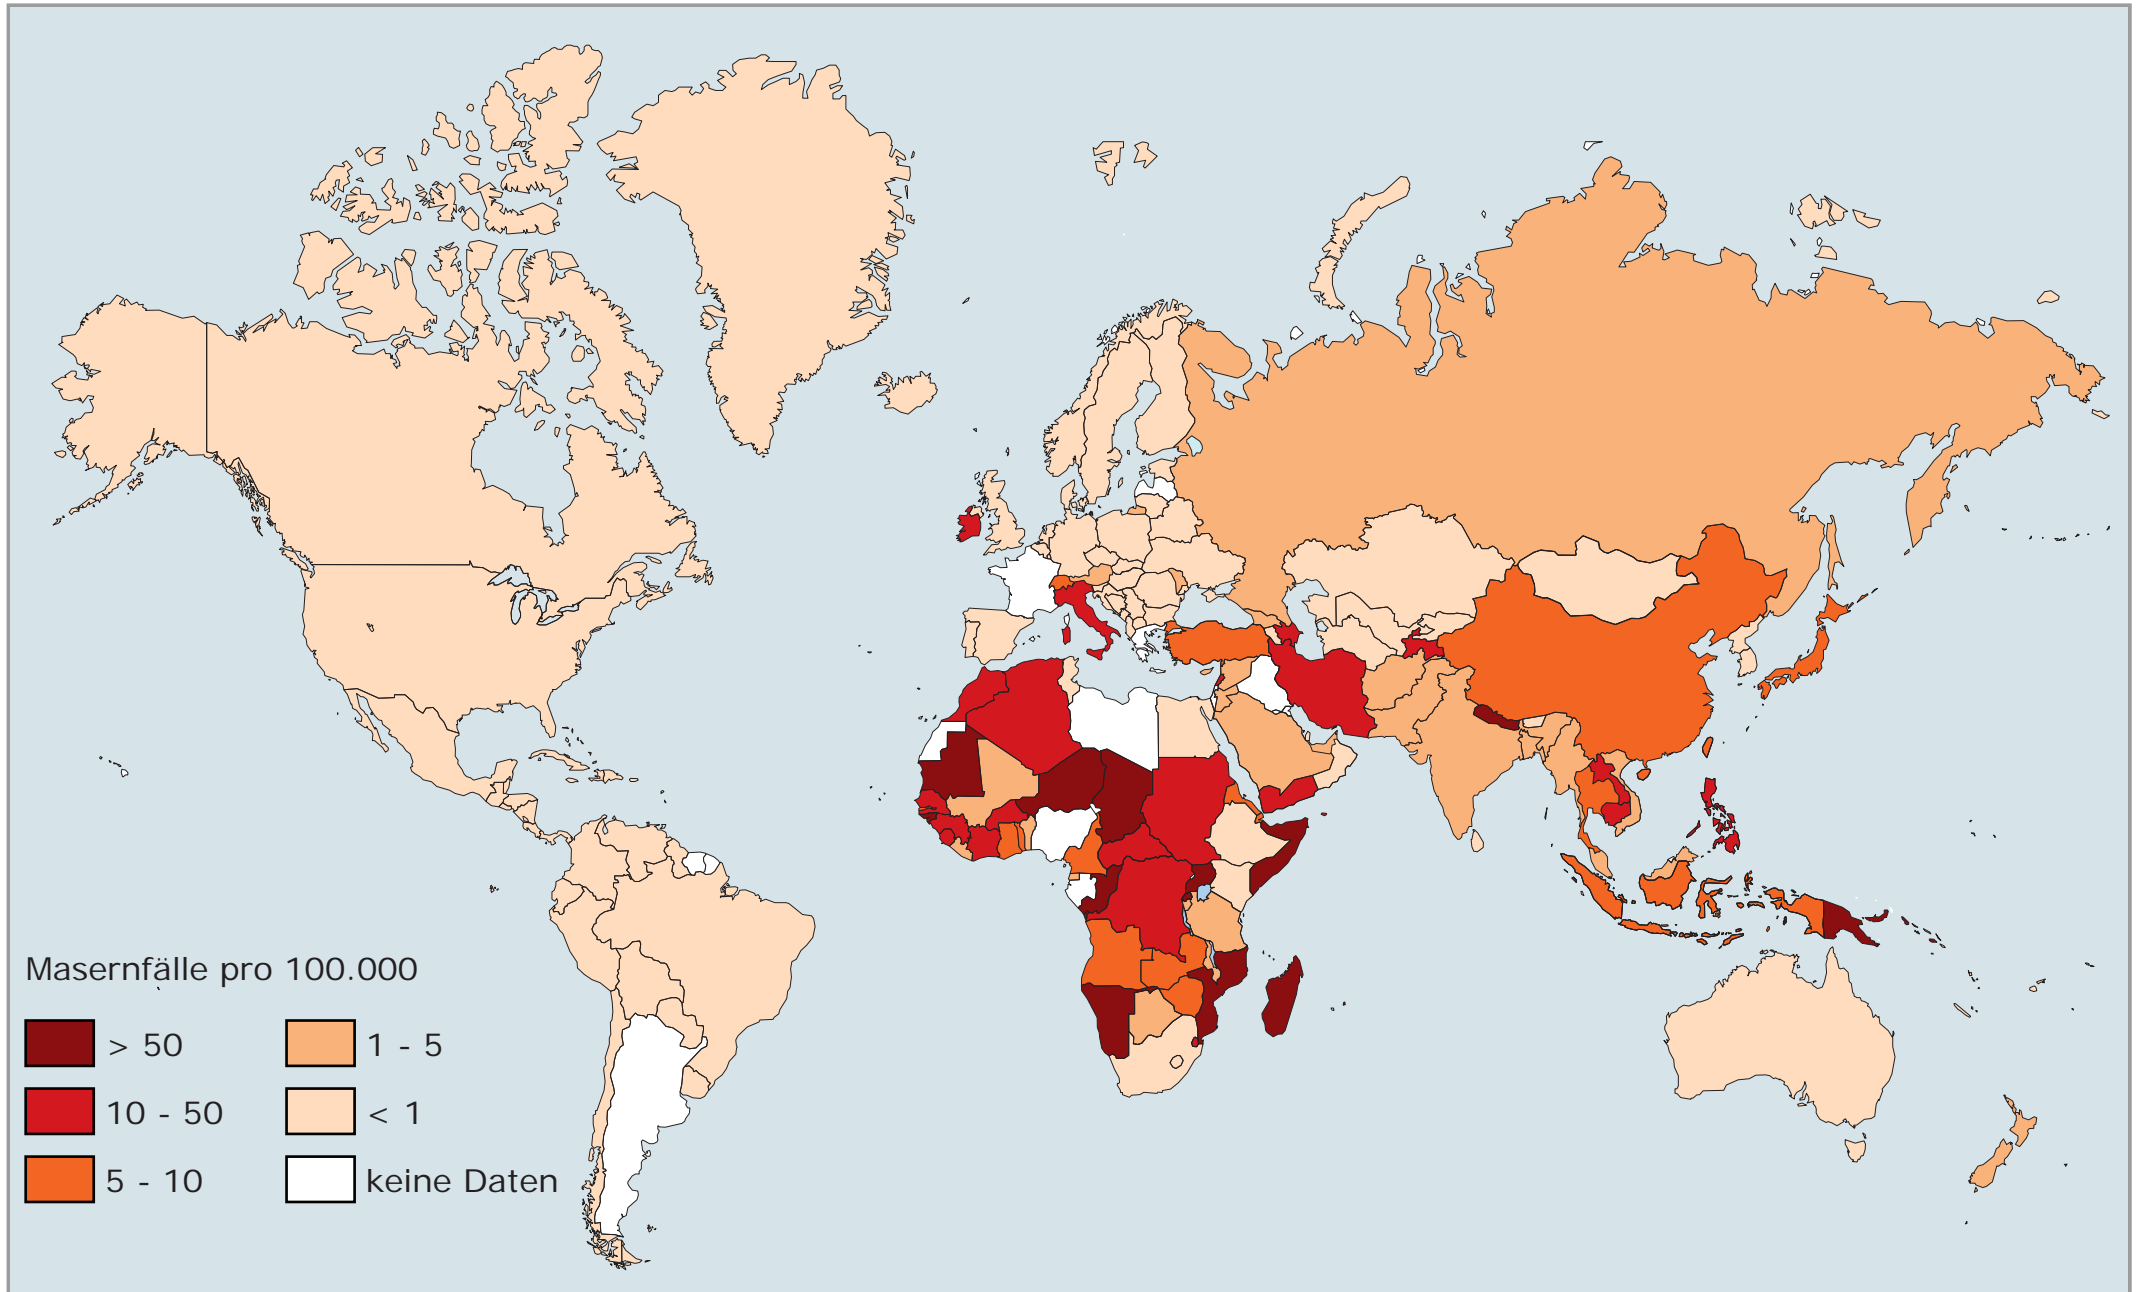 Masernfälle pro 100.000
> 50
10 - 50
5 - 10
1 - 5
< 1
keine Daten